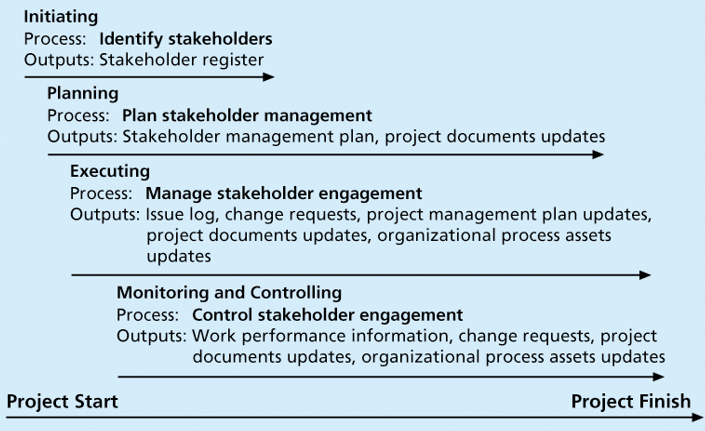 Initiating
Process: Identify stakeholders
Outputs: Stakeholder register
Planning
Process: Plan stakeholder management
Outputs: Stakeholder management plan, project documents updates
Executing
Process: Manage stakeholder engagement
Outputs: Issue log, change requests, project management plan updates,
project documents updates, organizational process assets
updates
Monitoring and Controlling
Process: Control stakeholder engagement
Outputs: Work performance information, change requests, project
documents updates, organizational process assets updates
Project Start Project Finish